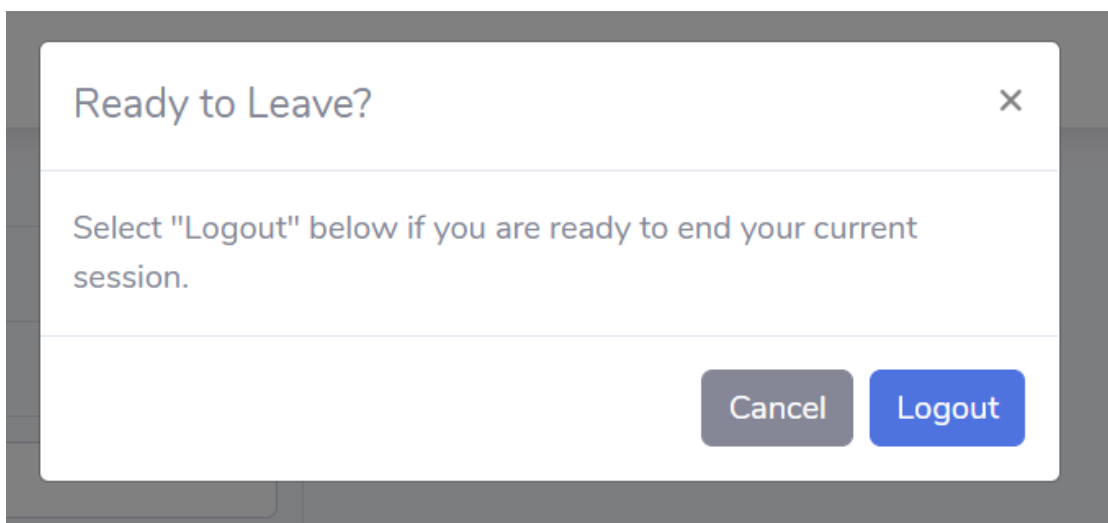 Ready to Leave?
×
Select "Logout" below if you are ready to end your current
session.
Cancel Logout